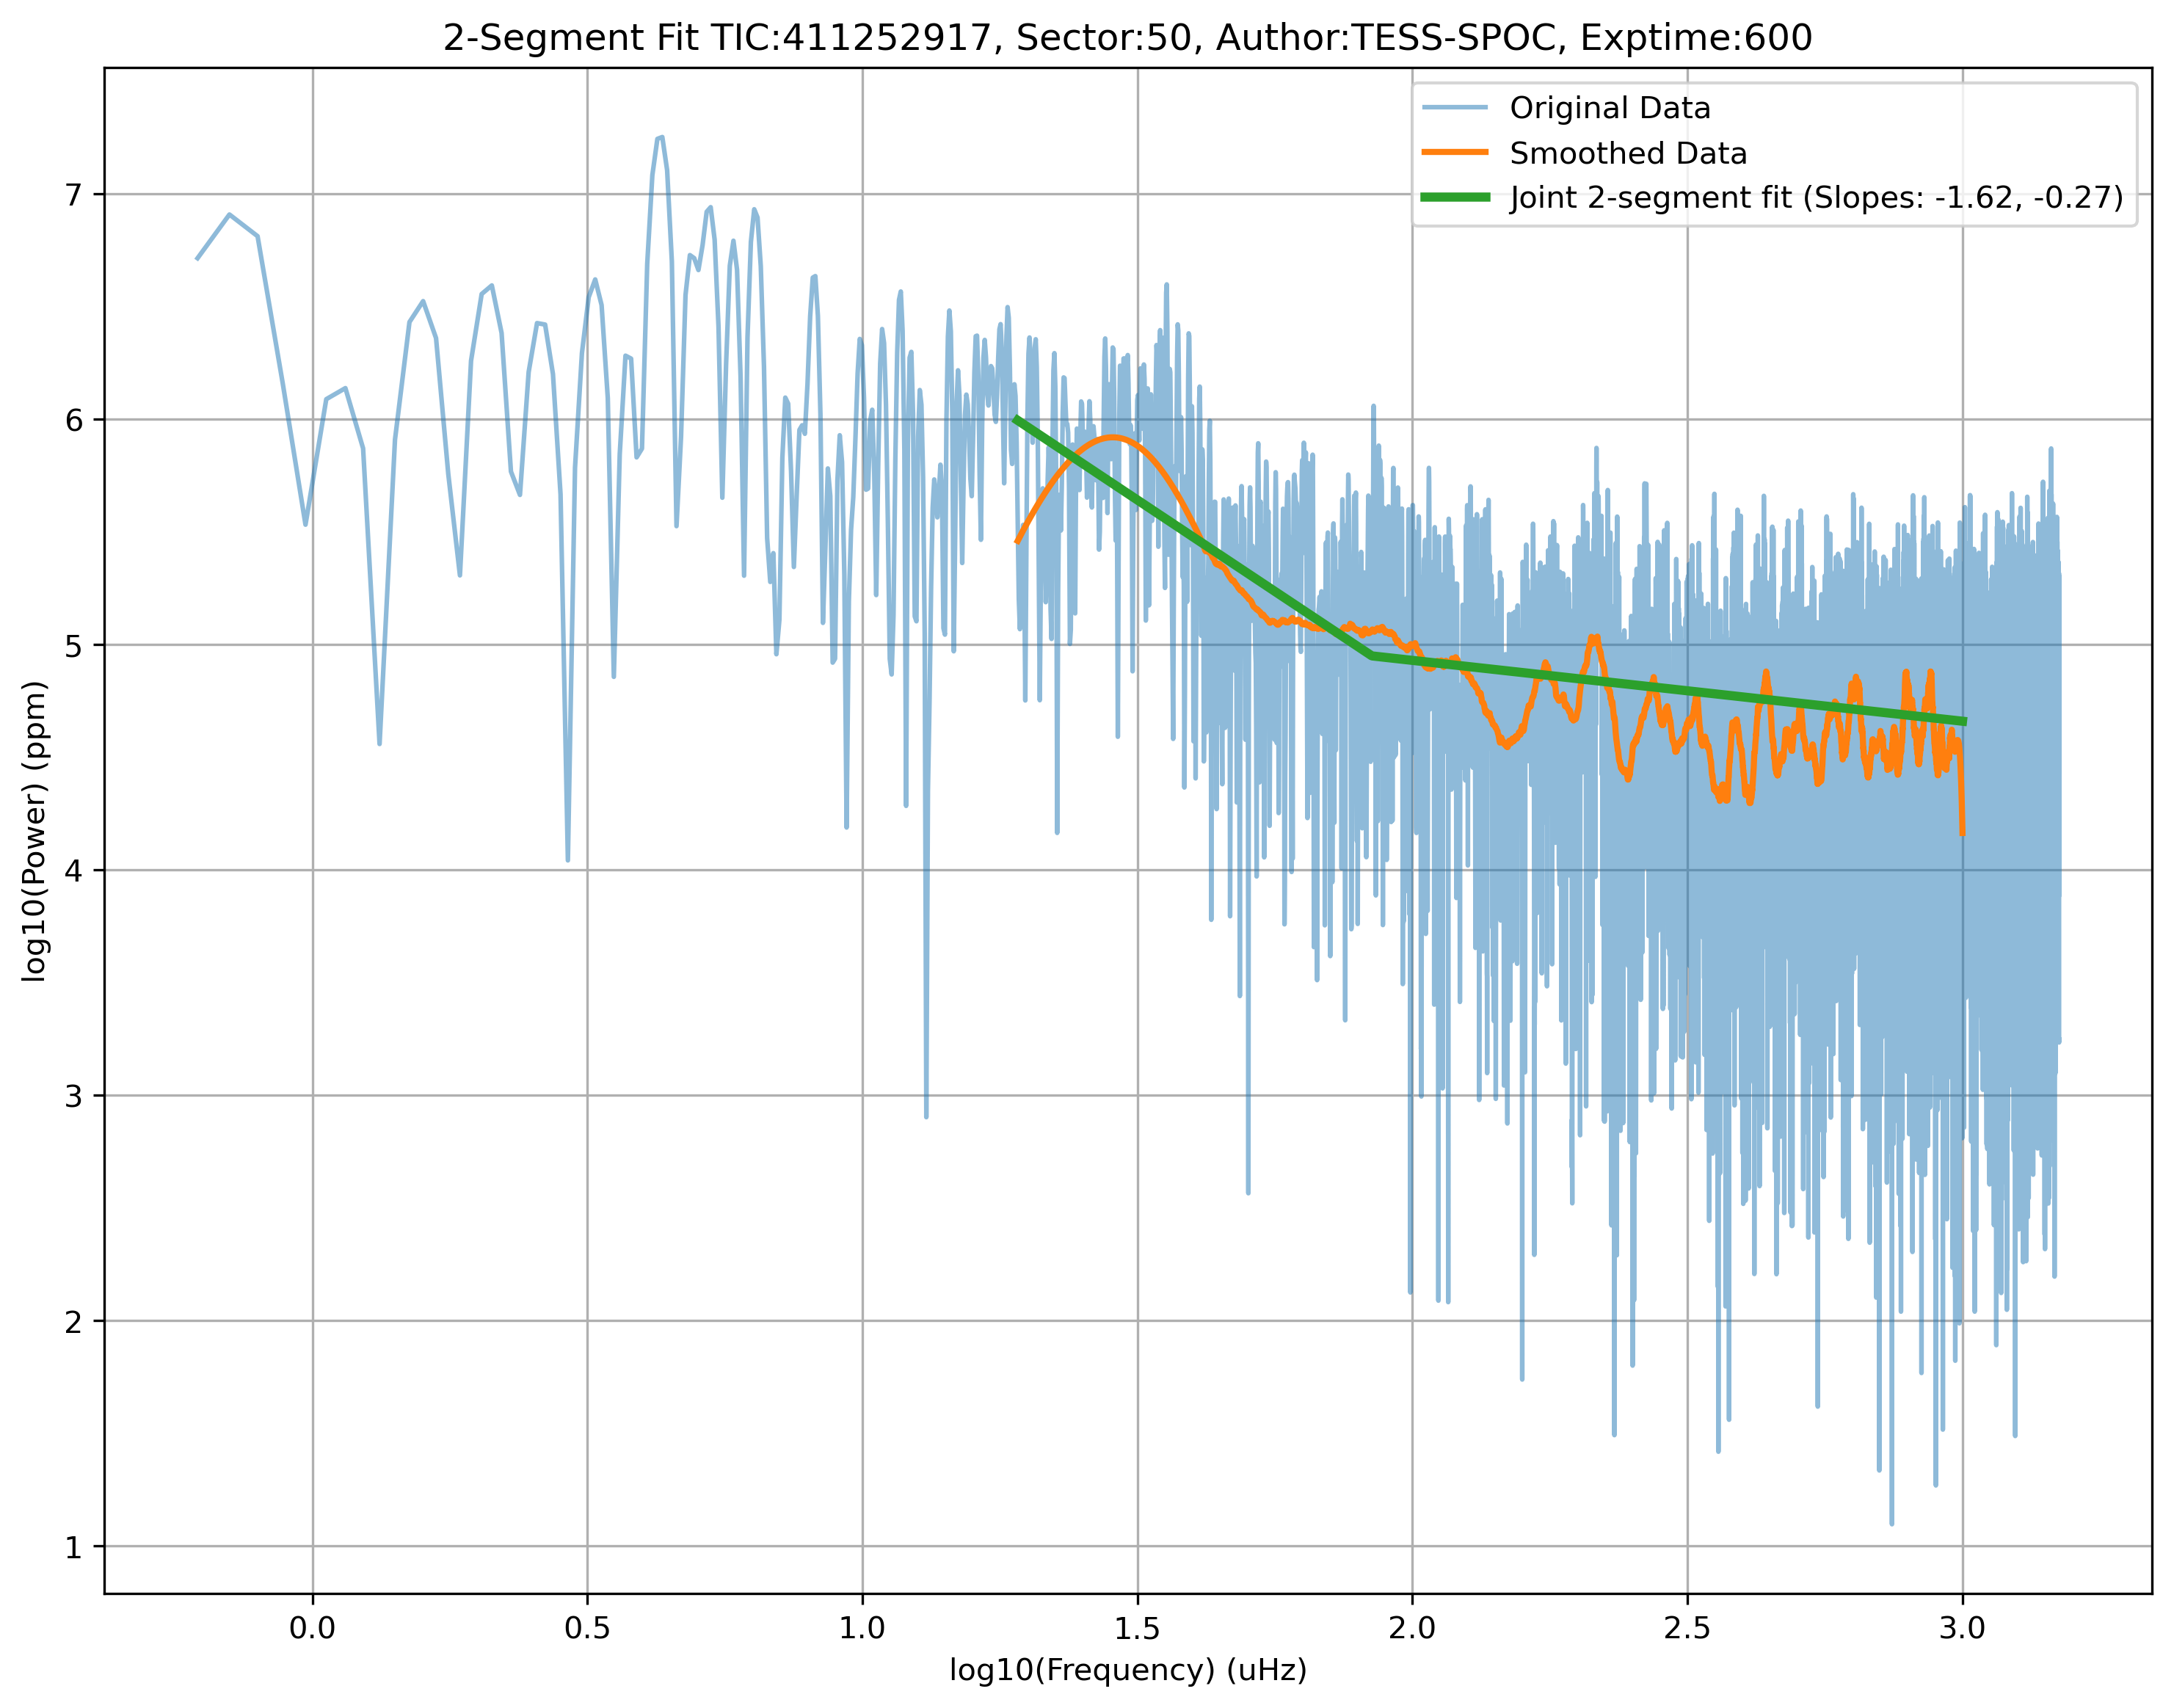 2-Segment Fit TIC:411252917, Sector:50, Author:TESS-SPOC, Exptime:600
Original Data
Smoothed Data
Joint 2-segment fit (Slopes: -1.62, -0.27)
log10(Power) (ppm)
7
6
5
4
3
2
1
0.0 0.5 1.0 1.5 2.0 2.5 3.0
log10(Frequency) (uHz)